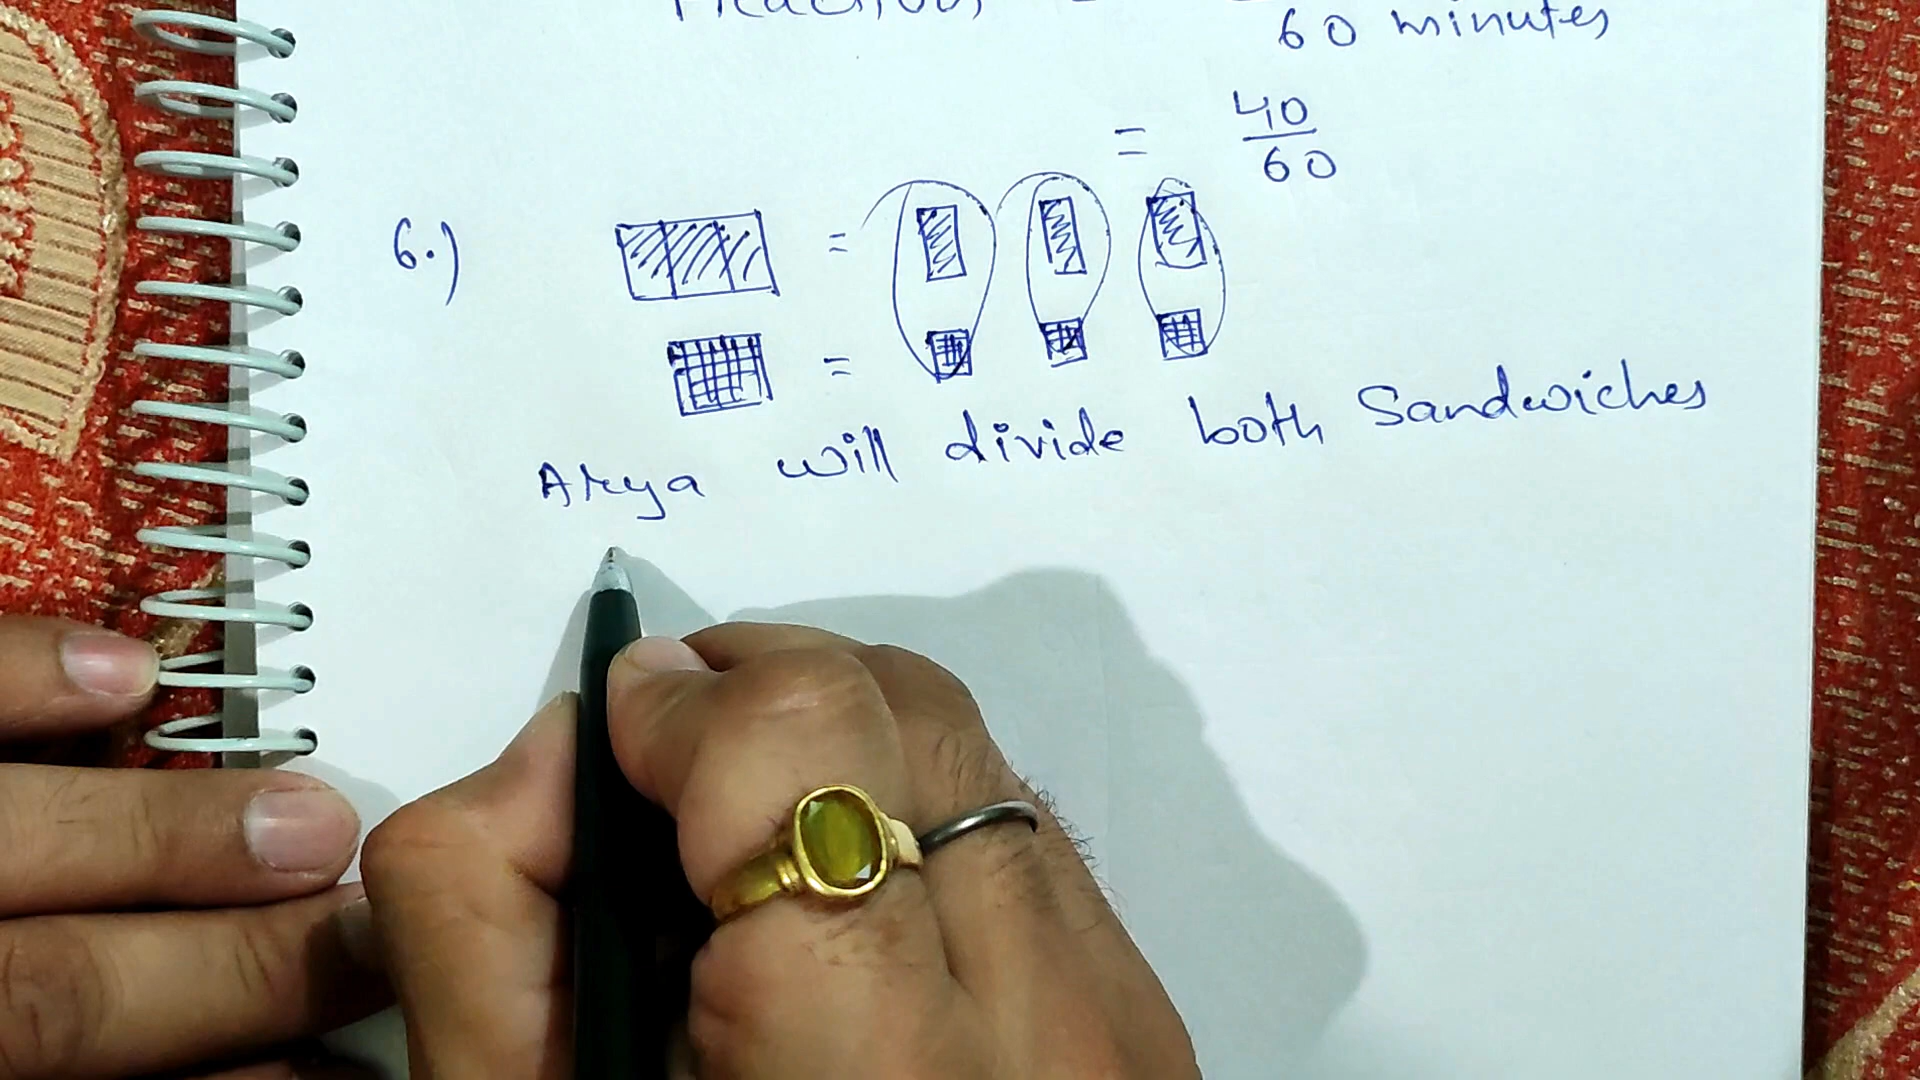 60 minutes
= 40/60
6.) = 
=
Arya will divide both Sandwiches